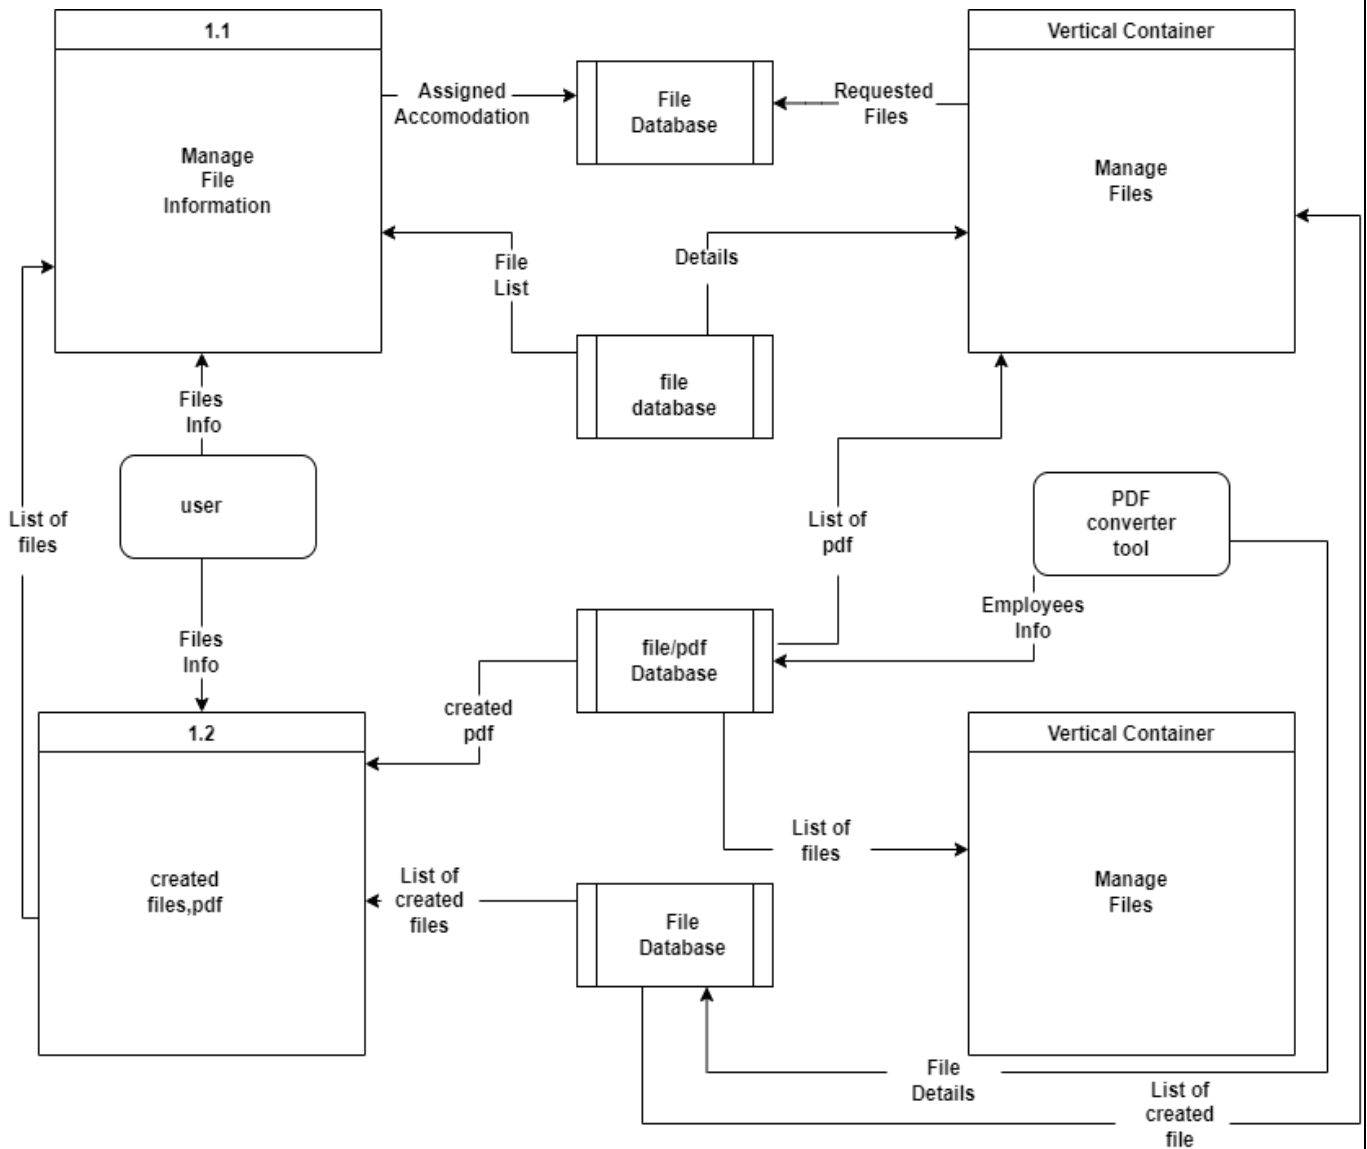 1.1
Manage
File
Information
Assigned
Accomodation
File
Database
Requested
Files
Vertical Container
Manage
Files
File
List
Details
file
database
Files
Info
user
List of
files
Files
Info
List of
pdf
PDF
converter
tool
Employees
Info
file/pdf
Database
created
pdf
1.2
created
files,pdf
List of
created
files
File
Database
List of
files
Vertical Container
Manage
Files
File
Details
List of
created
file